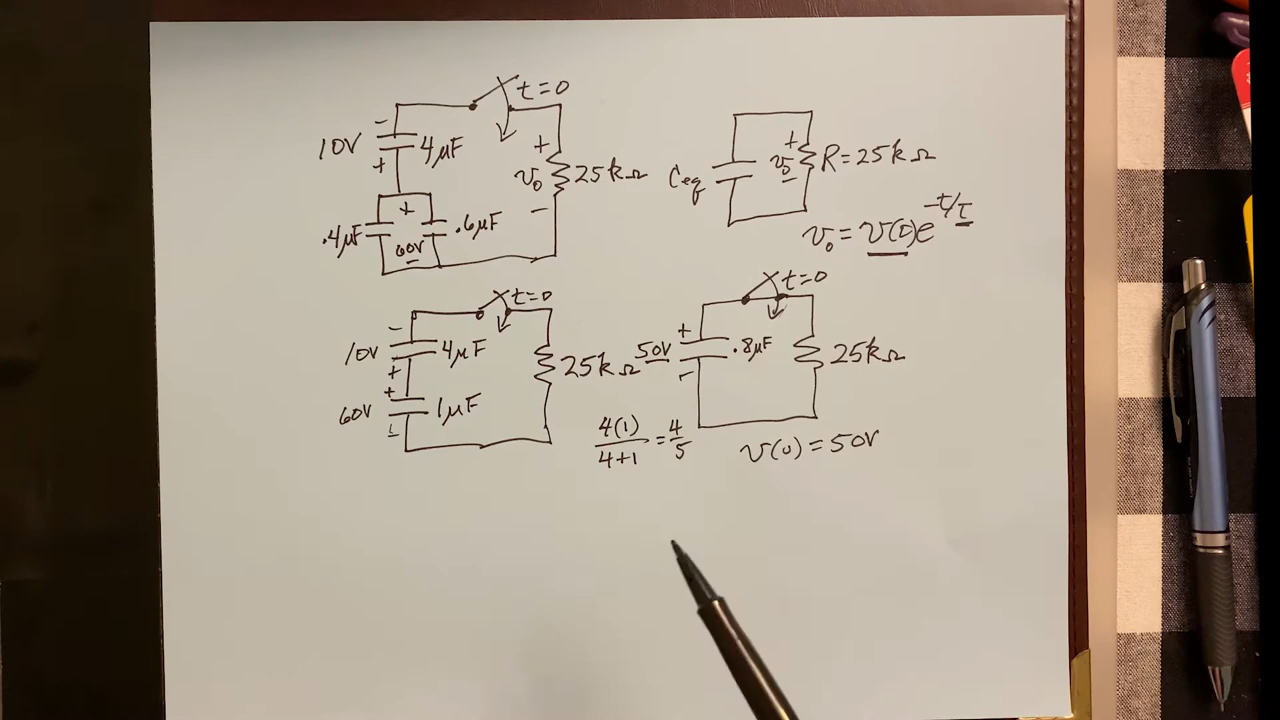 t=0
10V
-
+
4μF
+
v₀
-
25kΩ
.4μF
+
60V
-
.6μF
Ceq
+
v₀
-
R=25kΩ
v₀ = v(0)e^(-t/τ)
t=0
10V
-
+
4μF
60V
+
-
1μF
25kΩ
t=0
50V
+
-
.8μF
25kΩ
4(1)/4+1 = 4/5
v(0) = 50V